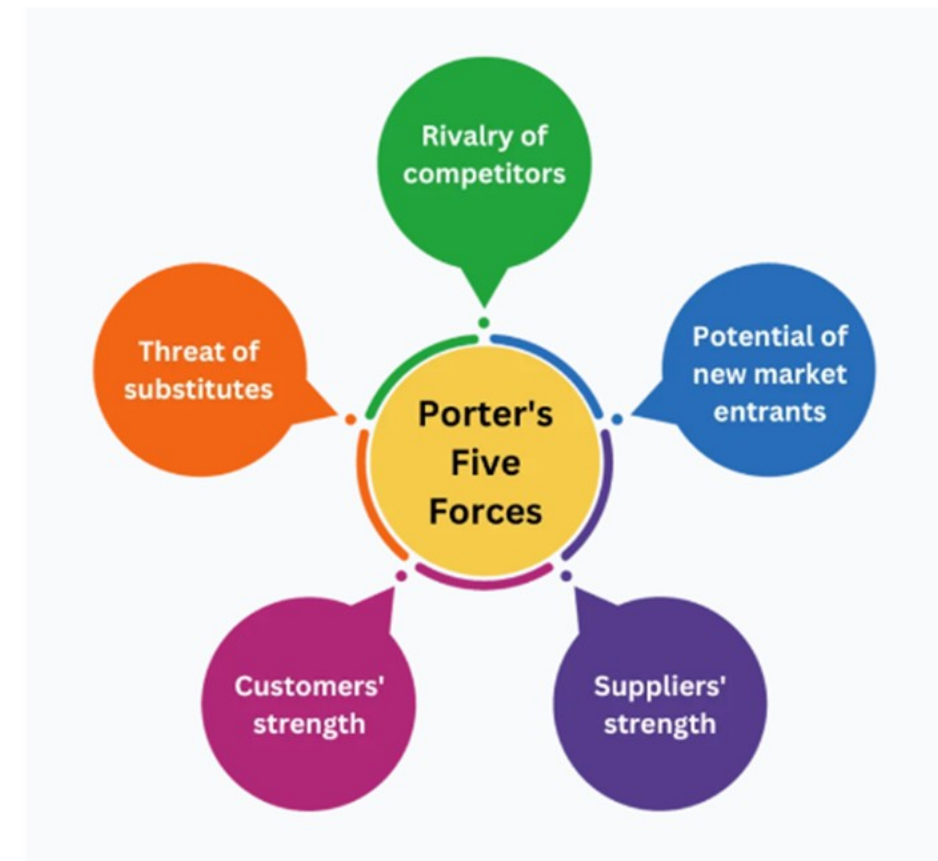 Rivalry of
competitors
Threat of
substitutes
Potential of
new market
entrants
Porter's
Five
Forces
Customers'
strength
Suppliers'
strength